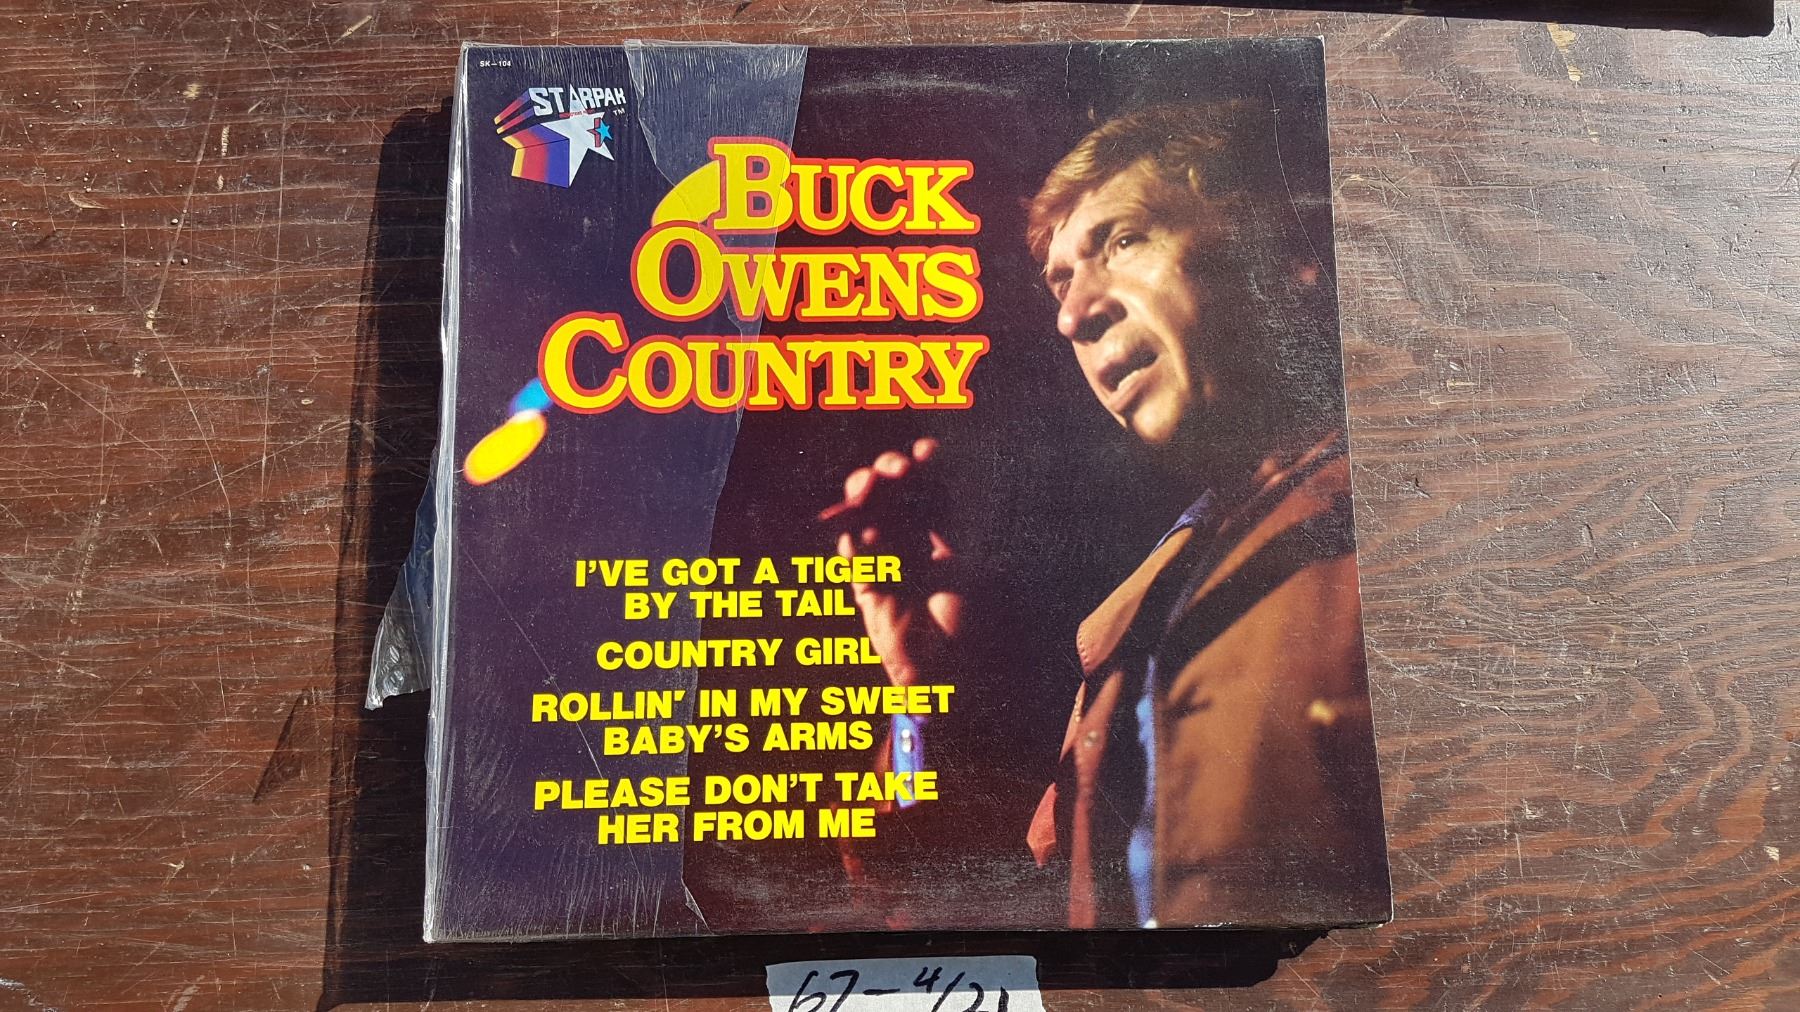 SK-104
STARPAK TM
BUCK
OWENS
COUNTRY
I'VE GOT A TIGER
BY THE TAIL
COUNTRY GIRL
ROLLIN' IN MY SWEET
BABY'S ARMS
PLEASE DON'T TAKE
HER FROM ME
67-4/21